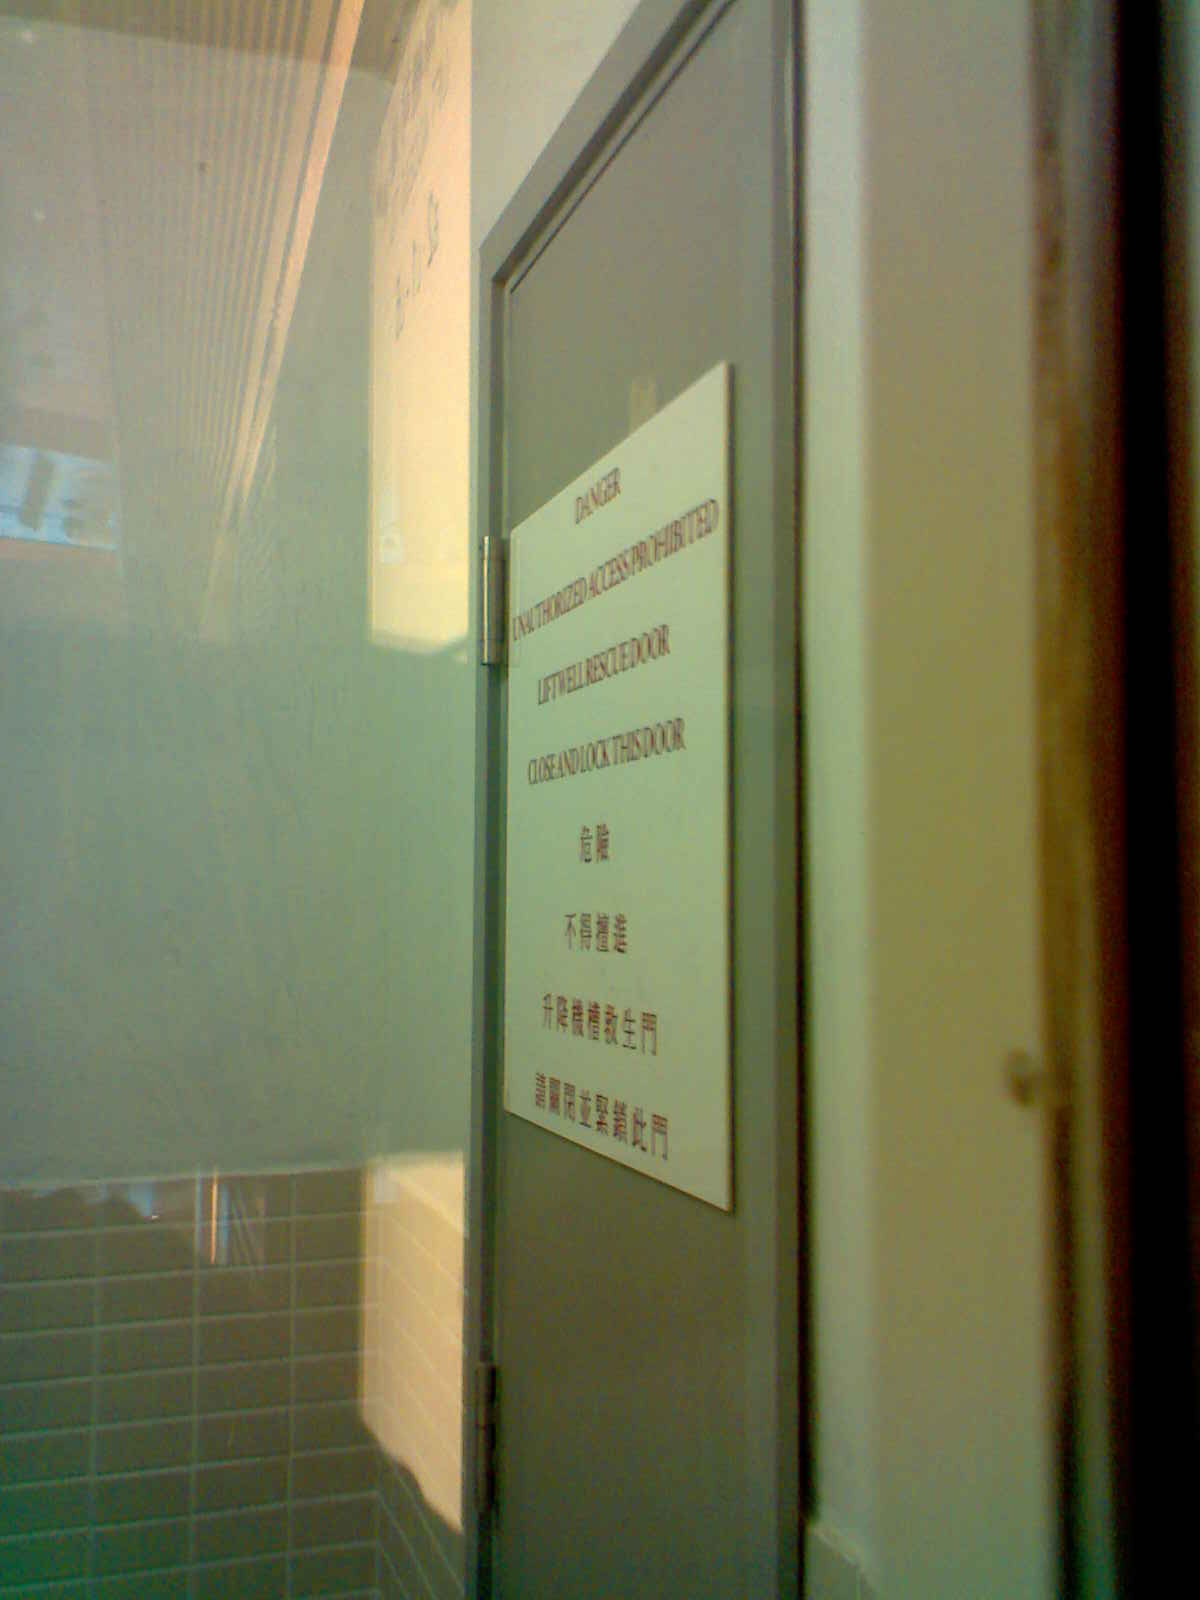 DANGER
UNAUTHORIZED ACCESS PROHIBITED
LIFTWELL RESCUE DOOR
CLOSE AND LOCK THIS DOOR
危險
不得擅進
升降機槽救生門
請關閉並緊鎖此門